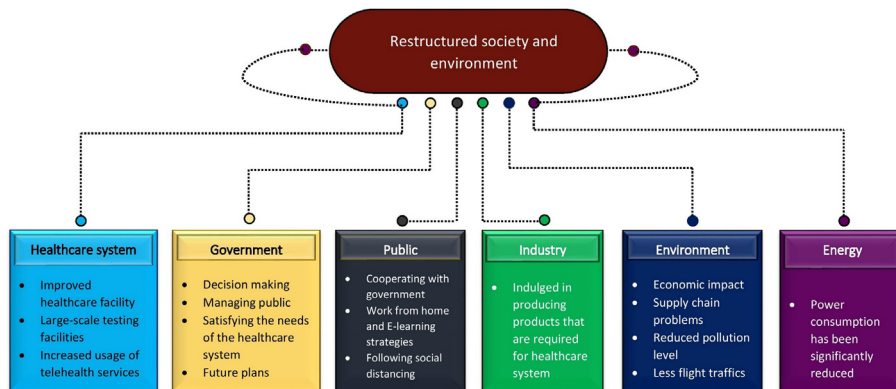 Restructured society and
environment
Healthcare system
• Improved
healthcare facility
• Large-scale testing
facilities
• Increased usage of
telehealth services
Government
• Decision making
• Managing public
• Satisfying the needs
of the healthcare
system
• Future plans
Public
• Cooperating with
government
• Work from home
and E-learning
strategies
• Following social
distancing
Industry
• Indulged in
producing
products that
are required
for healthcare
system
Environment
• Economic impact
• Supply chain
problems
• Reduced pollution
level
• Less flight traffics
Energy
• Power
consumption
has been
significantly
reduced